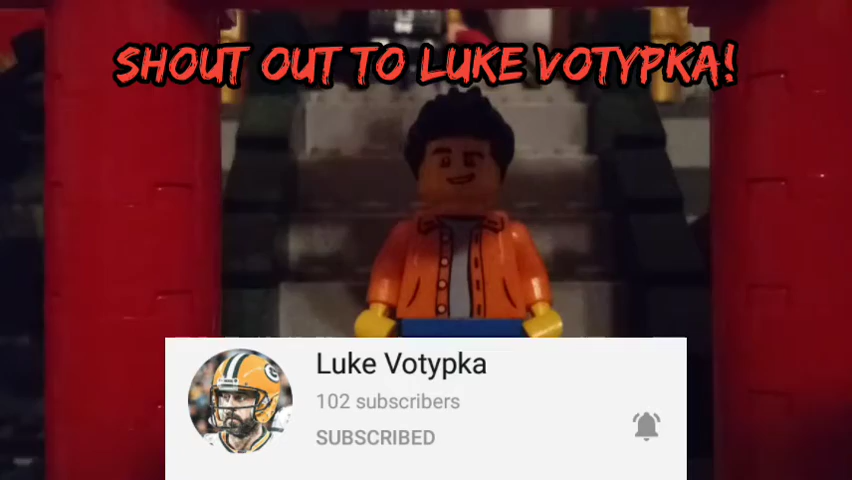 SHOUT OUT TO LUKE VOTYPKA!
Luke Votypka
102 subscribers
SUBSCRIBED